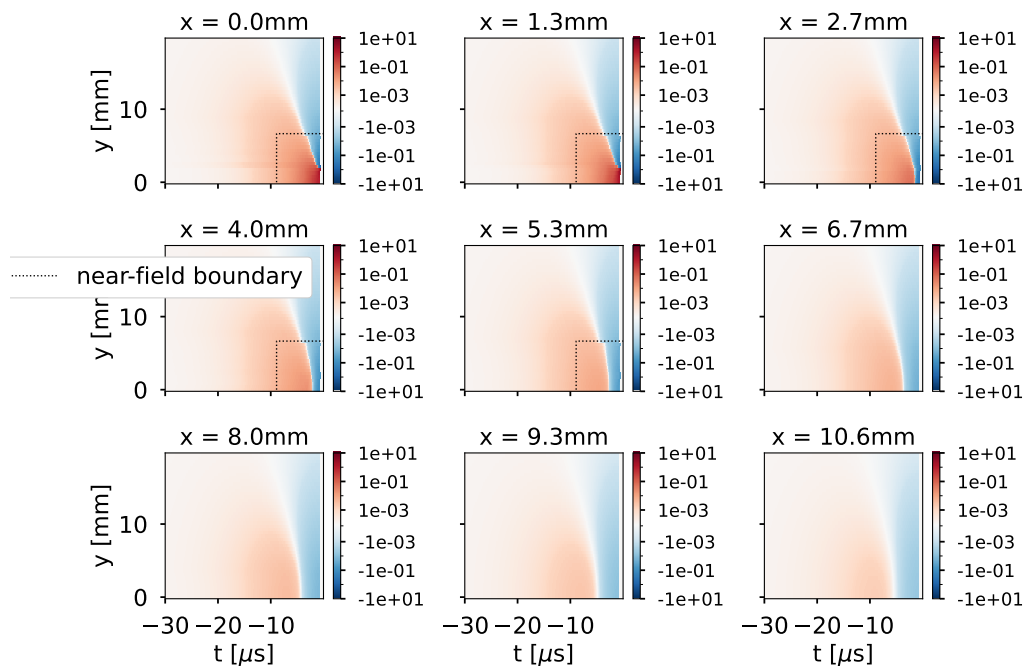 x = 0.0mm x = 1.3mm x = 2.7mm
y [mm] 10 0 1e+01 1e-01 1e-03 -1e-03 -1e-01 -1e+01 1e+01 1e-01 1e-03 -1e-03 -1e-01 -1e+01 1e+01 1e-01 1e-03 -1e-03 -1e-01 -1e+01
x = 4.0mm x = 5.3mm x = 6.7mm
near-field boundary
10 0 1e+01 1e-01 1e-03 -1e-03 -1e-01 -1e+01 1e+01 1e-01 1e-03 -1e-03 -1e-01 -1e+01 1e+01 1e-01 1e-03 -1e-03 -1e-01 -1e+01
x = 8.0mm x = 9.3mm x = 10.6mm
y [mm] 10 0 1e+01 1e-01 1e-03 -1e-03 -1e-01 -1e+01 1e+01 1e-01 1e-03 -1e-03 -1e-01 -1e+01 1e+01 1e-01 1e-03 -1e-03 -1e-01 -1e+01
−30 −20 −10 −30 −20 −10 −30 −20 −10
t [μs] t [μs] t [μs]